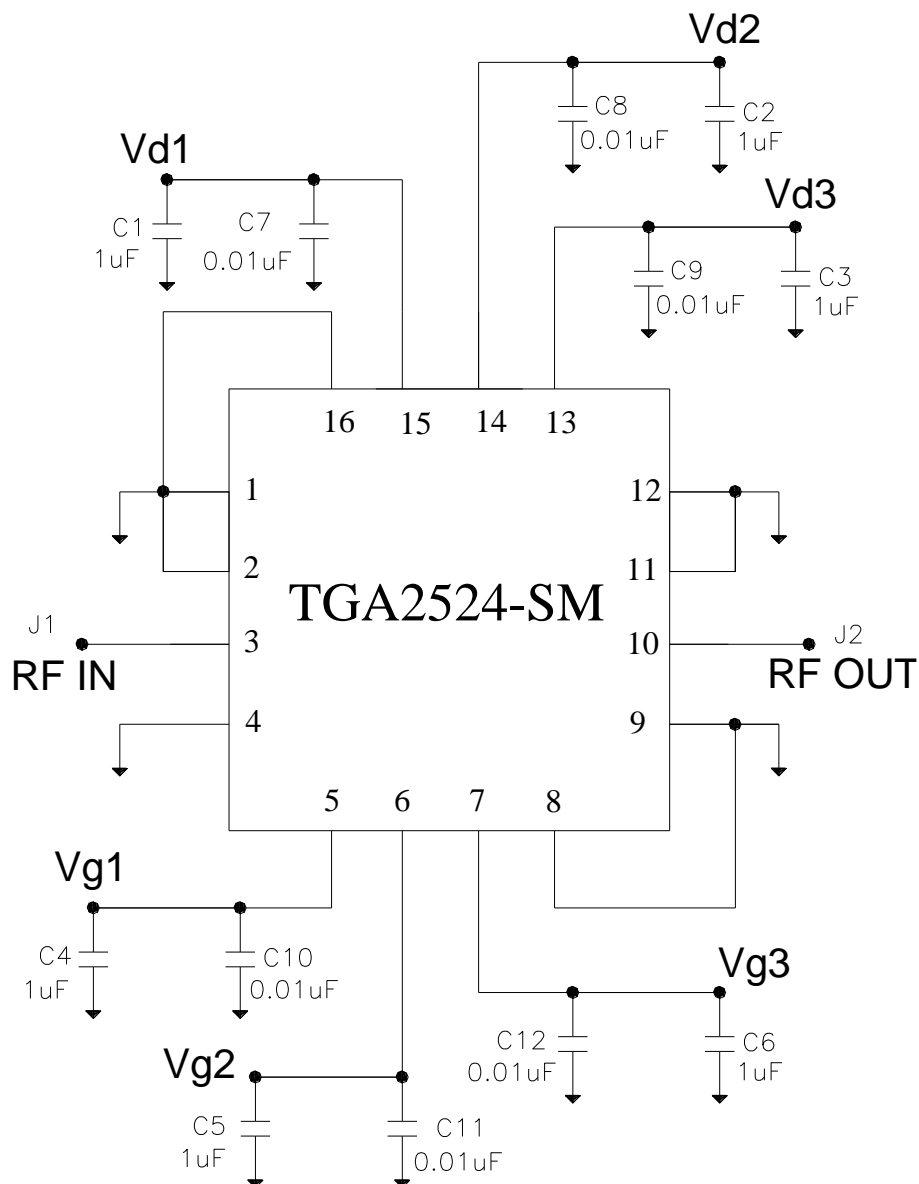 Vd2
C8
0.01uF
C2
1uF
Vd1
C1
1uF
C7
0.01uF
Vd3
C9
0.01uF
C3
1uF
16
15
14
13
1
12
2
11
TGA2524-SM
J1
RF IN
3
10
J2
RF OUT
4
9
5
6
7
8
Vg1
C4
1uF
C10
0.01uF
Vg3
C12
0.01uF
C6
1uF
Vg2
C5
1uF
C11
0.01uF